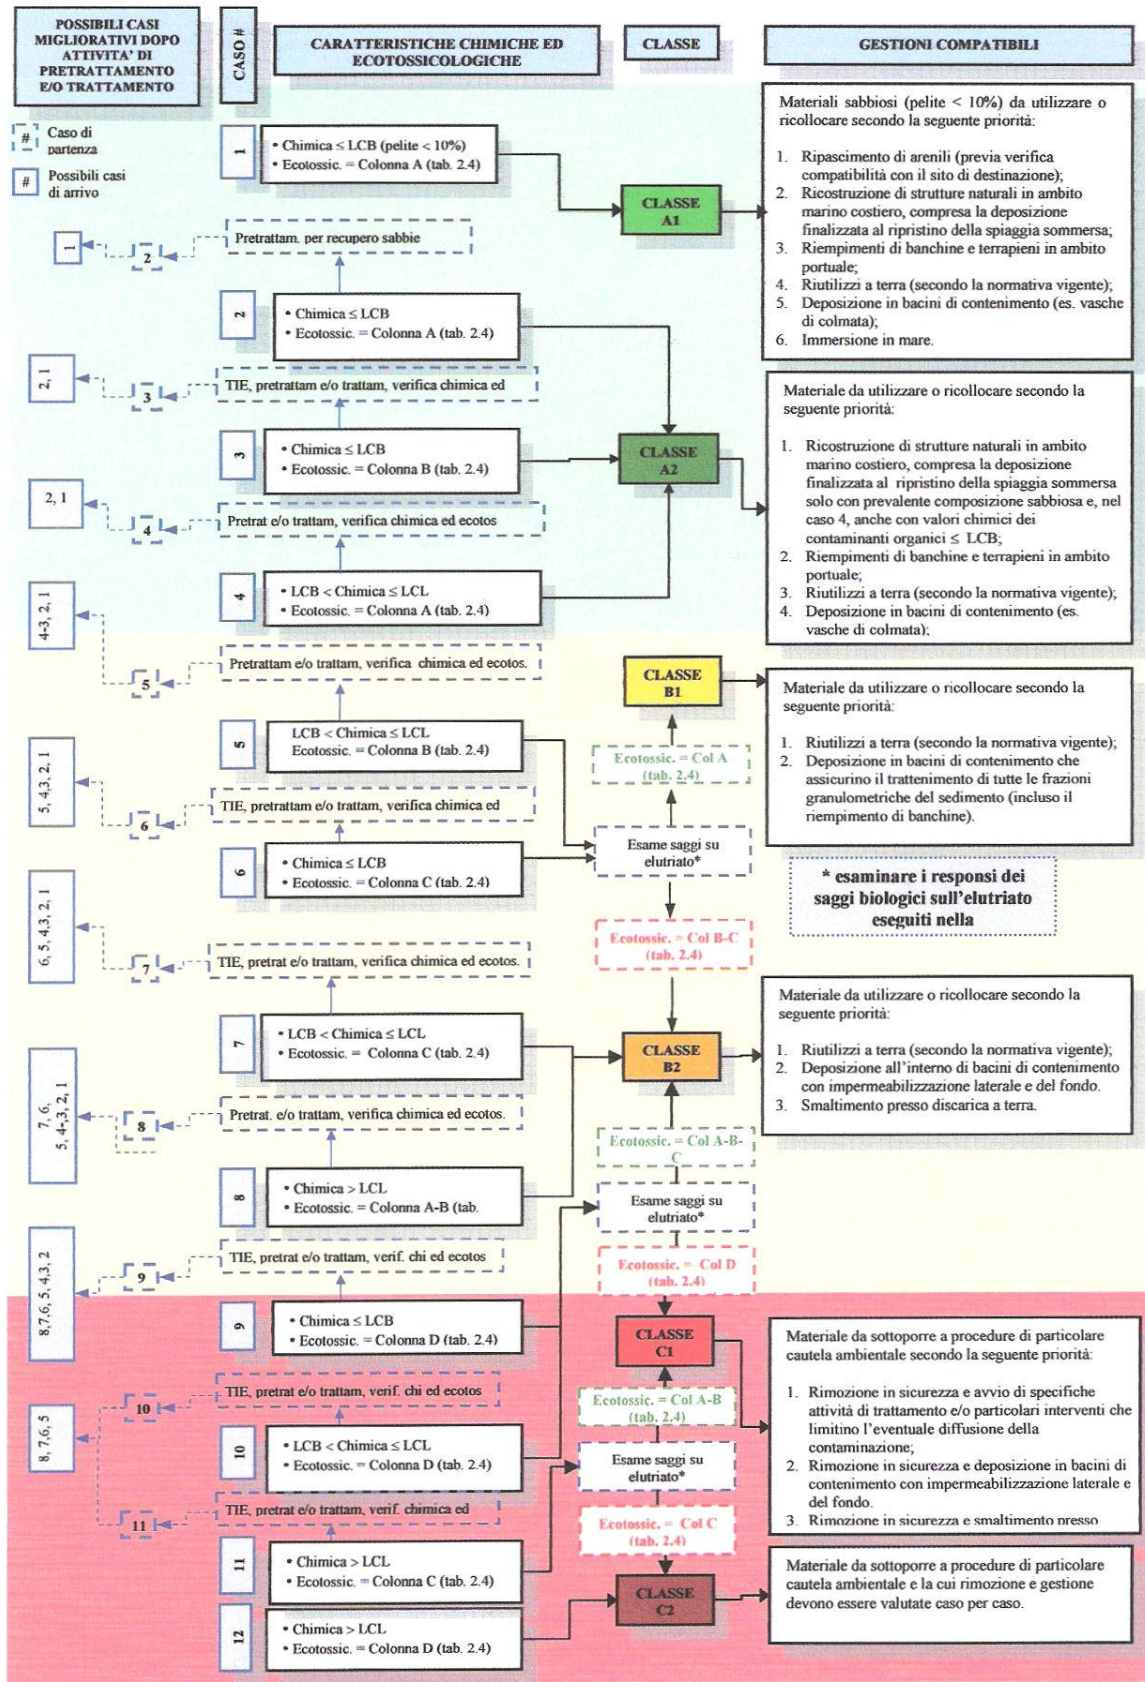 POSSIBILI CASI
MIGLIORATIVI DOPO
ATTIVITA' DI
PRETRATTAMENTO
E/O TRATTAMENTO
CASO #
CARATTERISTICHE CHIMICHE ED
ECOTOSSICOLOGICHE
CLASSE
GESTIONI COMPATIBILI
# Caso di
partenza
# Possibili casi
di arrivo
1
• Chimica ≤ LCB (pelite < 10%)
• Ecotossic. = Colonna A (tab. 2.4)
CLASSE
A1
Materiali sabbiosi (pelite < 10%) da utilizzare o
ricollocare secondo la seguente priorità:
1. Ripascimento di arenili (previa verifica
compatibilità con il sito di destinazione);
2. Ricostruzione di strutture naturali in ambito
marino costiero, compresa la deposizione
finalizzata al ripristino della spiaggia sommersa;
3. Riempimenti di banchine e terrapieni in ambito
portuale;
4. Riutilizzi a terra (secondo la normativa vigente);
5. Deposizione in bacini di contenimento (es. vasche
di colmata);
6. Immersione in mare.
1
2
Pretrattam. per recupero sabbie
2
• Chimica ≤ LCB
• Ecotossic. = Colonna A (tab. 2.4)
2, 1
3
TIE, pretrattam e/o trattam, verifica chimica ed
3
• Chimica ≤ LCB
• Ecotossic. = Colonna B (tab. 2.4)
CLASSE
A2
Materiale da utilizzare o ricollocare secondo la
seguente priorità:
1. Ricostruzione di strutture naturali in ambito
marino costiero, compresa la deposizione
finalizzata al ripristino della spiaggia sommersa
solo con prevalente composizione sabbiosa e, nel
caso 4, anche con valori chimici dei
contaminanti organici ≤ LCB;
2. Riempimenti di banchine e terrapieni in ambito
portuale;
3. Riutilizzi a terra (secondo la normativa vigente);
4. Deposizione in bacini di contenimento (es.
vasche di colmata);
2, 1
4
Pretrat e/o trattam, verifica chimica ed ecotos
4
LCB < Chimica ≤ LCL
• Ecotossic. = Colonna A (tab. 2.4)
4-3, 2, 1
5
Pretrattam e/o trattam, verifica chimica ed ecotos.
5
LCB < Chimica ≤ LCL
Ecotossic. = Colonna B (tab. 2.4)
CLASSE
B1
Ecotossic. = Col A
(tab. 2.4)
Materiale da utilizzare o ricollocare secondo la
seguente priorità:
1. Riutilizzi a terra (secondo la normativa vigente);
2. Deposizione in bacini di contenimento che
assicurino il trattenimento di tutte le frazioni
granulometriche del sedimento (incluso il
riempimento di banchine).
5, 4,3, 2, 1
6
TIE, pretrattam e/o trattam, verifica chimica ed
6
• Chimica ≤ LCB
• Ecotossic. = Colonna C (tab. 2.4)
Esame saggi su
elutriato*
* esaminare i responsi dei
saggi biologici sull'elutriato
eseguiti nella
Ecotossic. = Col B-C
(tab. 2.4)
6, 5, 4,3, 2, 1
7
TIE, pretrat e/o trattam, verifica chimica ed ecotos.
7
• LCB < Chimica ≤ LCL
• Ecotossic. = Colonna C (tab. 2.4)
CLASSE
B2
Materiale da utilizzare o ricollocare secondo la
seguente priorità:
1. Riutilizzi a terra (secondo la normativa vigente);
2. Deposizione all'interno di bacini di contenimento
con impermeabilizzazione laterale e del fondo.
3. Smaltimento presso discarica a terra.
7, 6,
5, 4-,3, 2, 1
8
Pretrat. e/o trattam, verifica chimica ed ecotos.
8
• Chimica > LCL
• Ecotossic. = Colonna A-B (tab.
Ecotossic. = Col A-B-
C
Esame saggi su
elutriato*
Ecotossic. = Col D
(tab. 2.4)
8,7,6, 5, 4,3, 2
9
TIE, pretrat e/o trattam, verif. chi ed ecotos
9
• Chimica ≤ LCB
• Ecotossic. = Colonna D (tab. 2.4)
CLASSE
C1
Materiale da sottoporre a procedure di particolare
cautela ambientale secondo la seguente priorità:
1. Rimozione in sicurezza e avvio di specifiche
attività di trattamento e/o particolari interventi che
limitino l'eventuale diffusione della
contaminazione;
2. Rimozione in sicurezza e deposizione in bacini di
contenimento con impermeabilizzazione laterale e
del fondo.
3. Rimozione in sicurezza e smaltimento presso
8, 7,6, 5
10
TIE, pretrat e/o trattam, verif. chi ed ecotos
10
• LCB < Chimica ≤ LCL
• Ecotossic. = Colonna D (tab. 2.4)
Ecotossic. = Col A-B
(tab. 2.4)
Esame saggi su
elutriato*
Ecotossic. = Col C
(tab. 2.4)
11
TIE, pretrat e/o trattam, verif. chimica ed
11
• Chimica > LCL
• Ecotossic. = Colonna C (tab. 2.4)
12
• Chimica > LCL
• Ecotossic. = Colonna D (tab. 2.4)
CLASSE
C2
Materiale da sottoporre a procedure di particolare
cautela ambientale e la cui rimozione e gestione
devono essere valutate caso per caso.